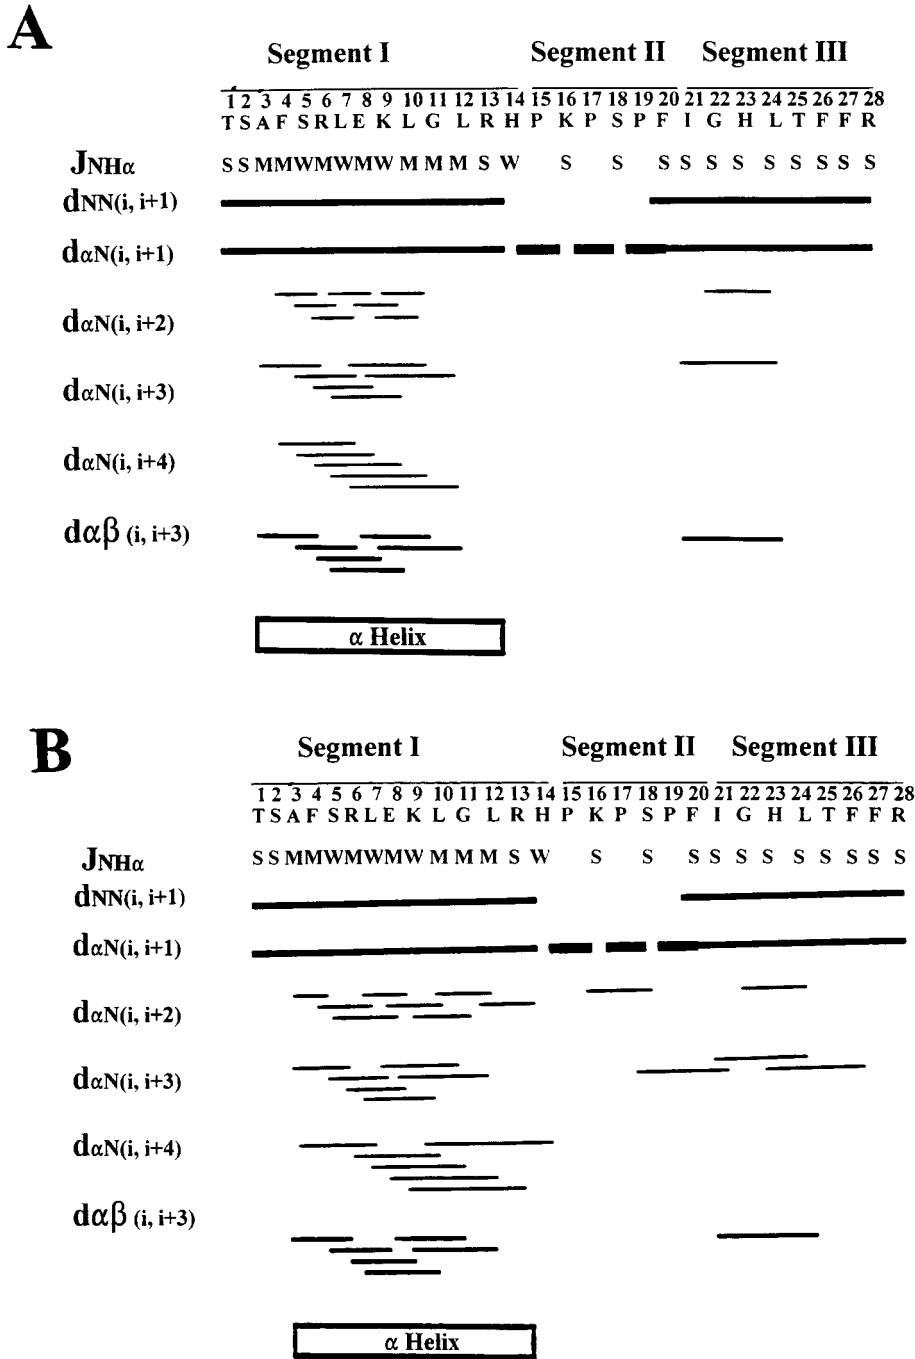 A
Segment I Segment II Segment III
1 2 3 4 5 6 7 8 9 10 11 12 13 14 15 16 17 18 19 20 21 22 23 24 25 26 27 28
T S A F S R L E K L G L R H P K P S P F I G H L T F F R
JNHα S S M M W M W M W M M M S W S S S S S S S S S S S
dNN(i, i+1)
dαN(i, i+1)
dαN(i, i+2)
dαN(i, i+3)
dαN(i, i+4)
dαβ (i, i+3)
α Helix
B
Segment I Segment II Segment III
1 2 3 4 5 6 7 8 9 10 11 12 13 14 15 16 17 18 19 20 21 22 23 24 25 26 27 28
T S A F S R L E K L G L R H P K P S P F I G H L T F F R
JNHα S S M M W M W M W M M M S W S S S S S S S S S S S
dNN(i, i+1)
dαN(i, i+1)
dαN(i, i+2)
dαN(i, i+3)
dαN(i, i+4)
dαβ (i, i+3)
α Helix